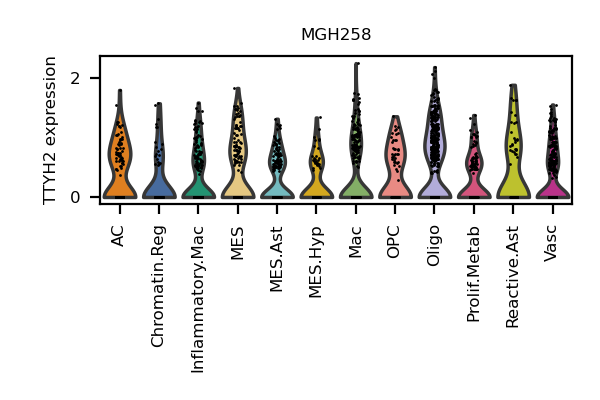 MGH258
TTYH2 expression
2
0
AC
Chromatin.Reg
Inflammatory.Mac
MES
MES.Ast
MES.Hyp
Mac
OPC
Oligo
Prolif.Metab
Reactive.Ast
Vasc